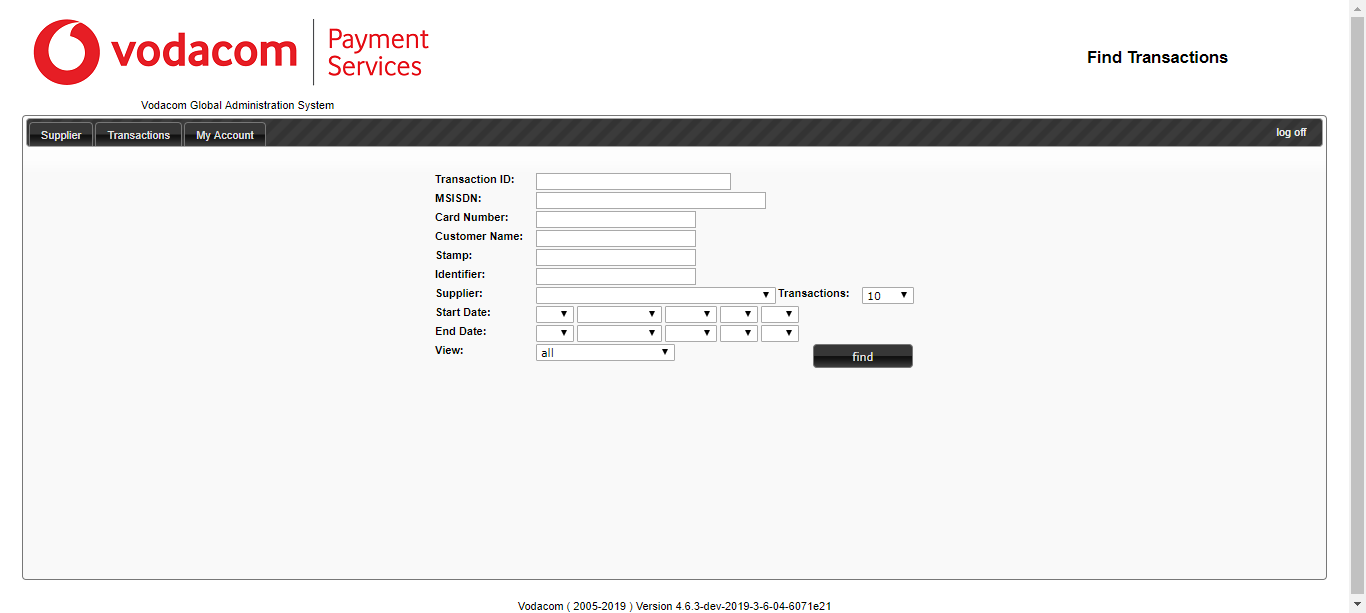 vodacom
Payment
Services
Find Transactions
Vodacom Global Administration System
Supplier Transactions My Account log off
Transaction ID:
MSISDN:
Card Number:
Customer Name:
Stamp:
Identifier:
Supplier: Transactions: 10
Start Date:
End Date:
View: all
find
Vodacom ( 2005-2019 ) Version 4.6.3-dev-2019-3-6-04-6071e21